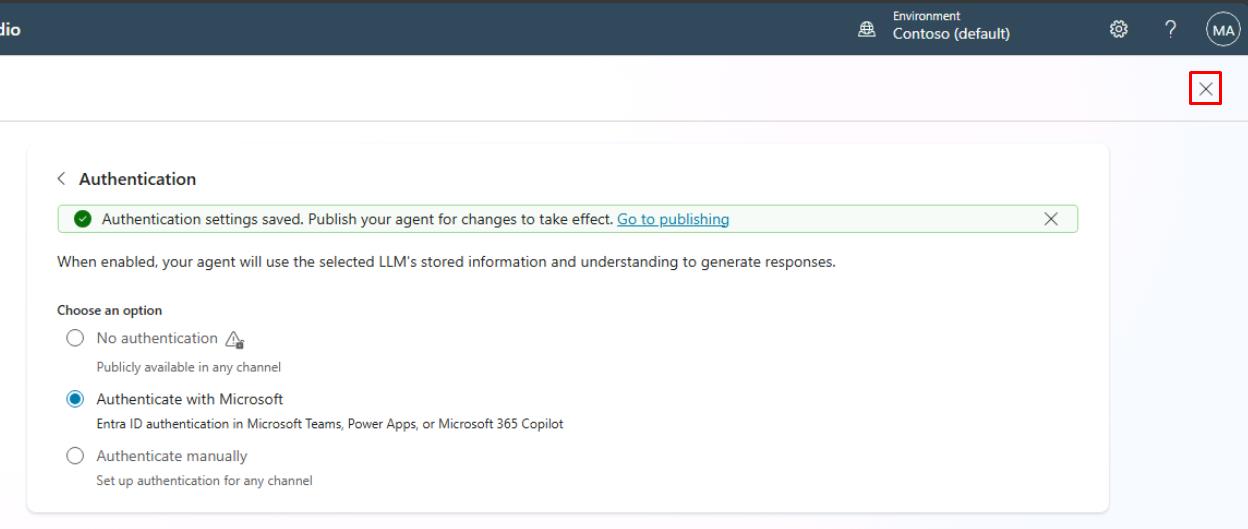 dio
Environment
Contoso (default)
?
MA
Authentication
Authentication settings saved. Publish your agent for changes to take effect. Go to publishing
When enabled, your agent will use the selected LLM's stored information and understanding to generate responses.
Choose an option
No authentication
Publicly available in any channel
Authenticate with Microsoft
Entra ID authentication in Microsoft Teams, Power Apps, or Microsoft 365 Copilot
Authenticate manually
Set up authentication for any channel